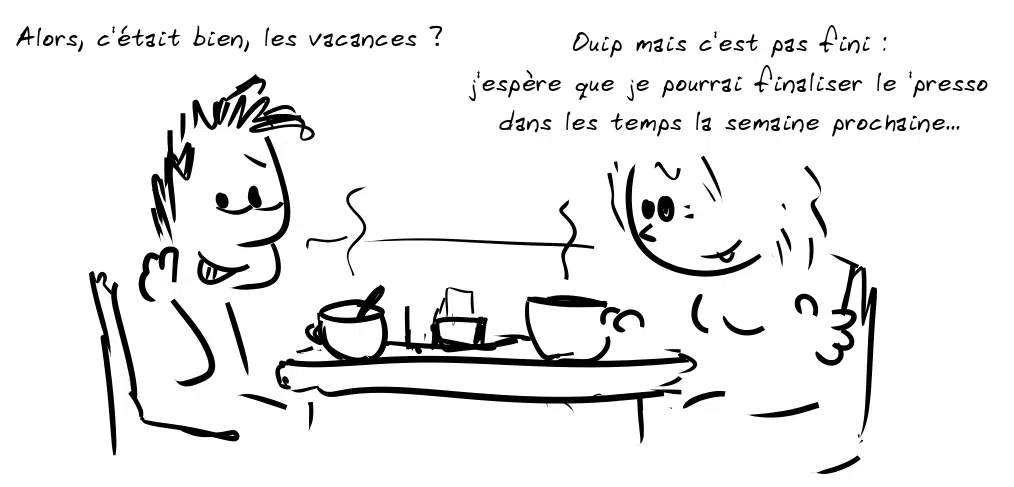 Alors, c'était bien, les vacances ?
Ouip mais c'est pas fini :
j'espère que je pourrai finaliser le 'presso
dans les temps la semaine prochaine...